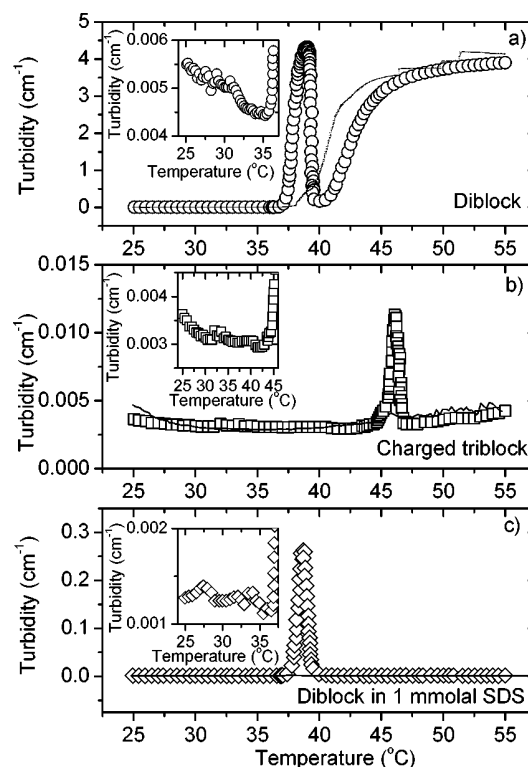 a)
Turbidity (cm⁻¹)
5
4
3
2
1
0
25 30 35 40 45 50 55
Diblock
0.006
0.005
0.004
Turbidity (cm⁻¹)
25 30 35
Temperature (°C)
b)
Turbidity (cm⁻¹)
0.015
0.010
0.005
0.000
25 30 35 40 45 50 55
Charged triblock
0.004
0.003
Turbidity (cm⁻¹)
25 30 35 40 45
Temperature (°C)
c)
Turbidity (cm⁻¹)
0.3
0.2
0.1
0.0
25 30 35 40 45 50 55
Diblock in 1 mmolal SDS
0.002
0.001
Turbidity (cm⁻¹)
25 30 35
Temperature (°C)
Temperature (°C)